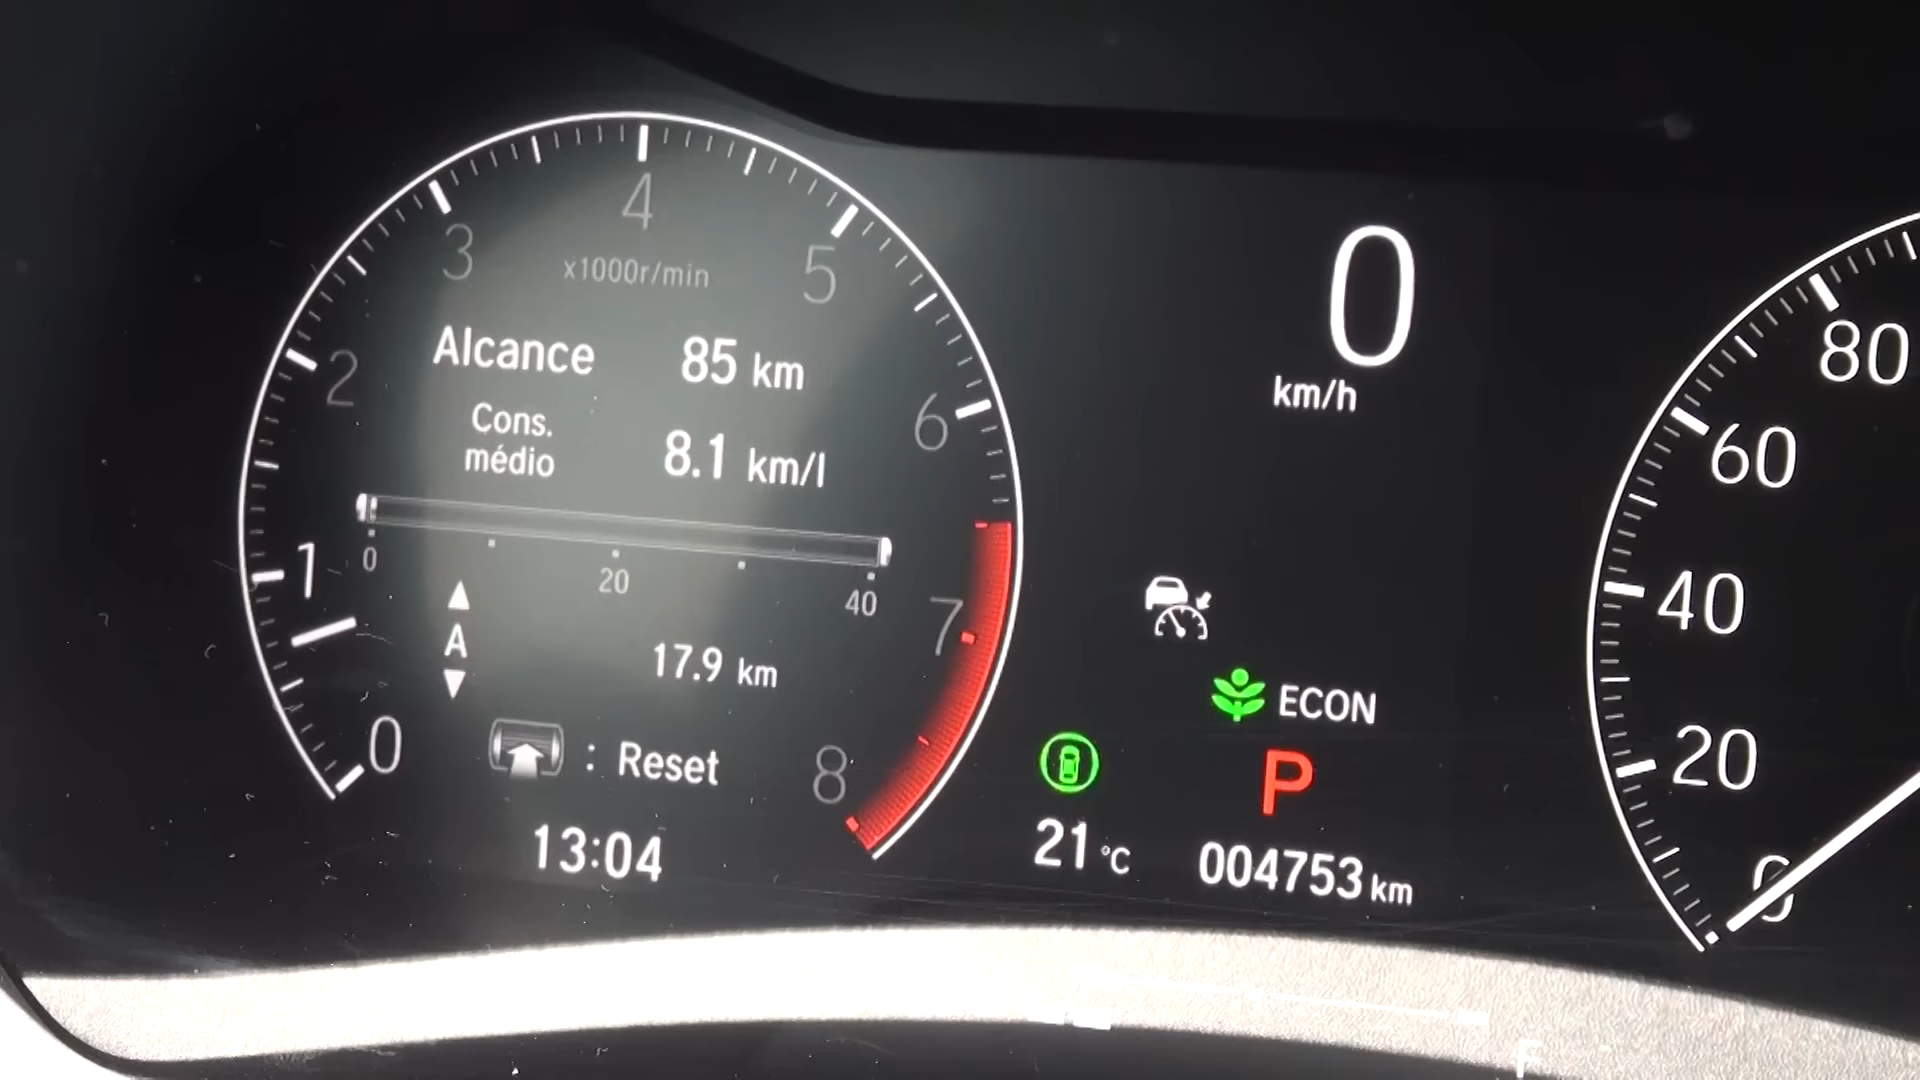 4
3
5
x1000r/min
2
Alcance 85 km
6
Cons.
médio 8.1 km/l
1
0 20 40
7
A 17.9 km
0
: Reset
8
13:04
0
km/h
ECON
P
21 °C
004753 km
80
60
40
20
0
F